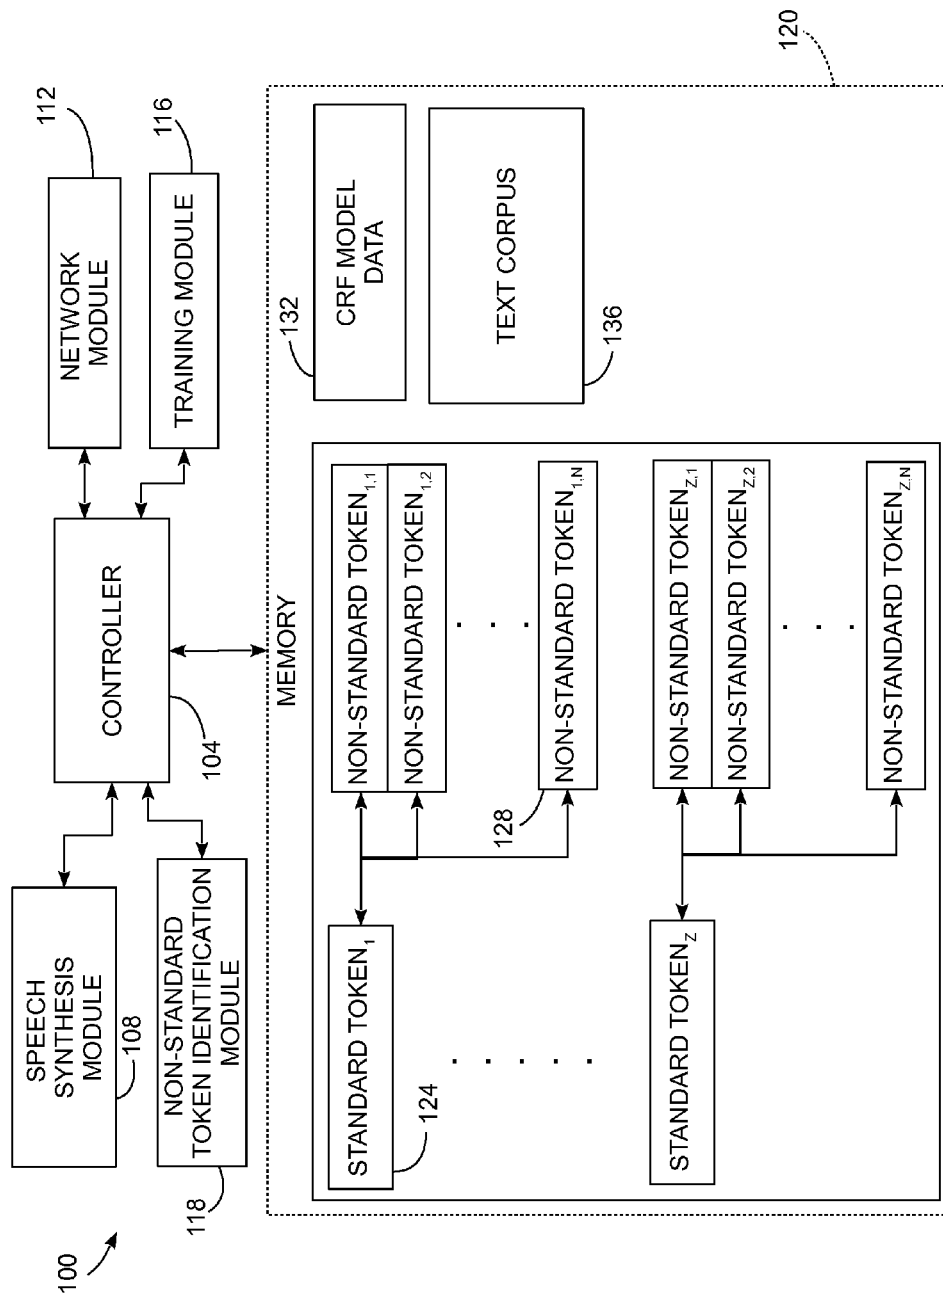 100
SPEECH
SYNTHESIS
MODULE
108
NON-STANDARD
TOKEN IDENTIFICATION
MODULE
118
CONTROLLER
104
NETWORK
MODULE
112
TRAINING MODULE
116
MEMORY
120
STANDARD TOKEN1
124
. . . . .
STANDARD TOKENZ
NON-STANDARD TOKEN1,1
NON-STANDARD TOKEN1,2
. . .
NON-STANDARD TOKEN1,N
128
NON-STANDARD TOKENZ,1
NON-STANDARD TOKENZ,2
. . .
NON-STANDARD TOKENZ,N
132
CRF MODEL
DATA
TEXT CORPUS
136